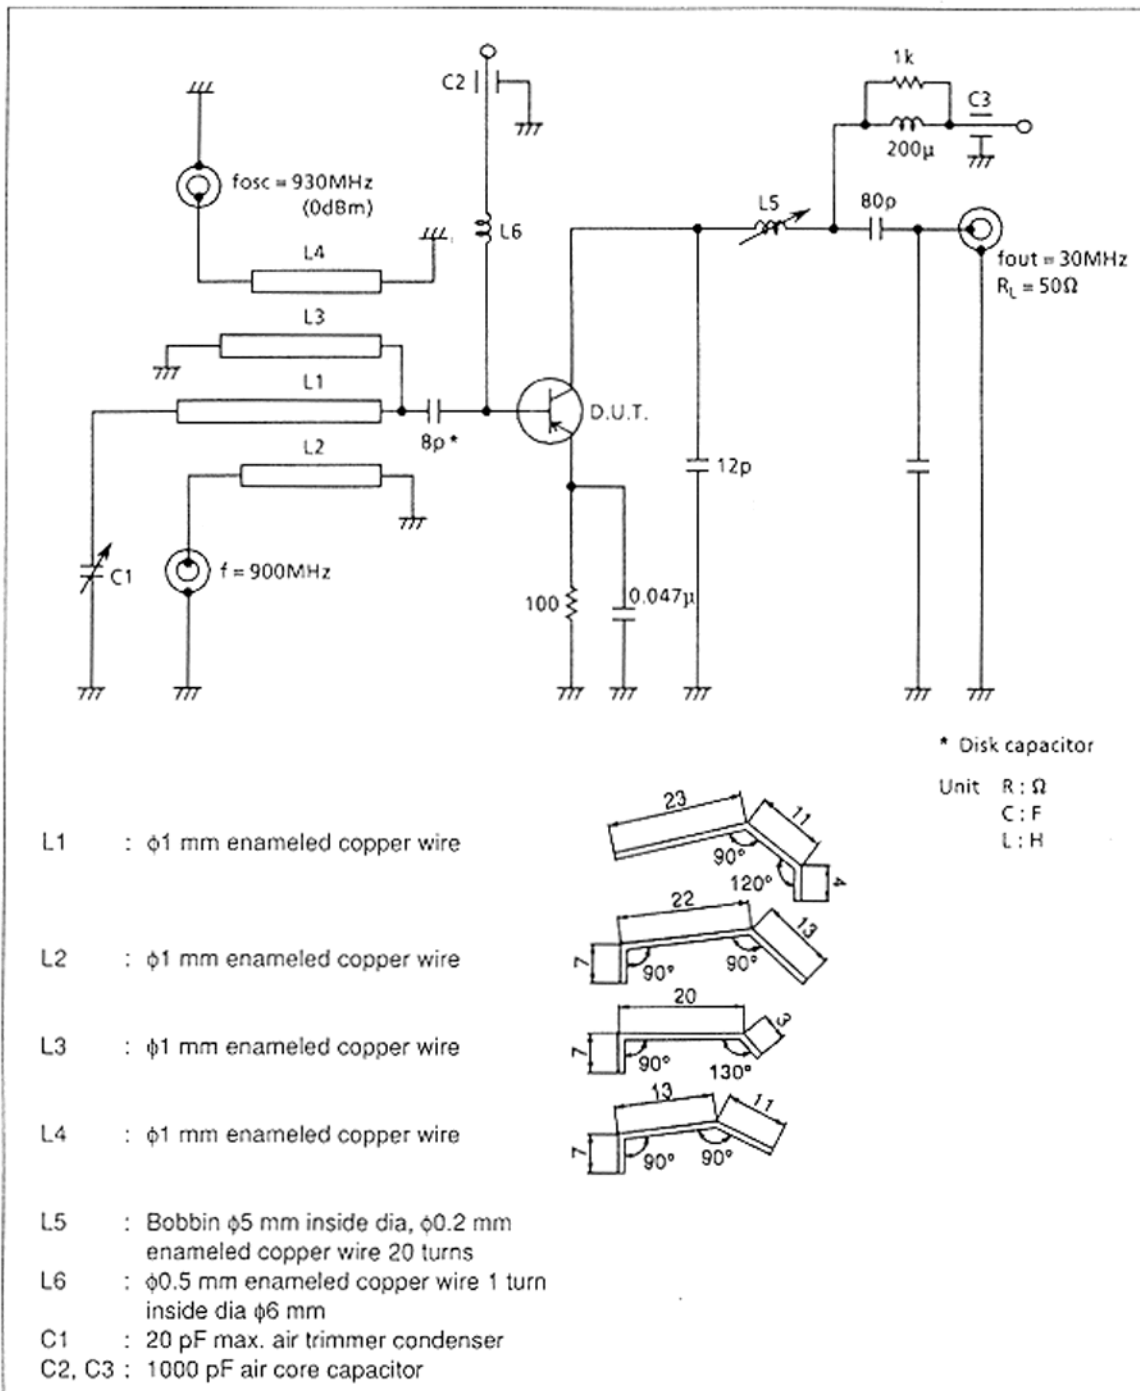 1k
C2
C3
200μ
fosc = 930MHz
(0dBm)
L5
80p
L6
L4
fout = 30MHz
RL = 50Ω
L3
L1
D.U.T.
8p *
L2
12p
C1
f = 900MHz
100
0.047μ
* Disk capacitor
Unit R : Ω
C : F
L : H
L1 : ϕ1 mm enameled copper wire
23
11
90°
120°
4
L2 : ϕ1 mm enameled copper wire
22
13
7
90°
90°
L3 : ϕ1 mm enameled copper wire
20
3
7
90°
130°
L4 : ϕ1 mm enameled copper wire
13
11
7
90°
90°
L5 : Bobbin ϕ5 mm inside dia, ϕ0.2 mm
enameled copper wire 20 turns
L6 : ϕ0.5 mm enameled copper wire 1 turn
inside dia ϕ6 mm
C1 : 20 pF max. air trimmer condenser
C2, C3 : 1000 pF air core capacitor